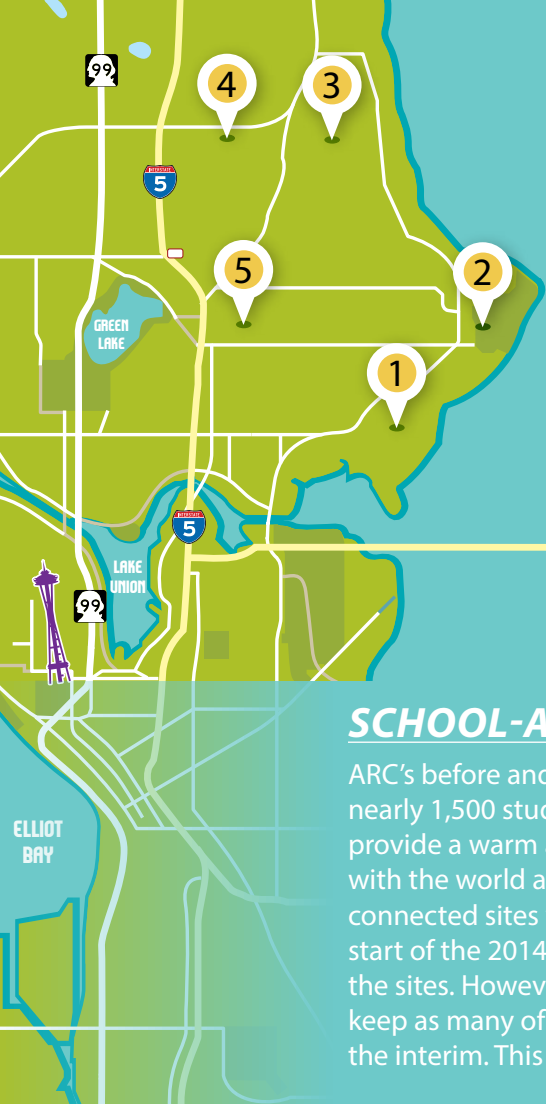 99
4
3
INTERSTATE
5
5
2
GREEN
LAKE
1
INTERSTATE
5
LAKE
UNION
99
SCHOOL-A
ARC's before and
nearly 1,500 stud
provide a warm
with the world a
connected sites
start of the 2014
the sites. Howev
keep as many of
the interim. This
ELLIOT
BAY